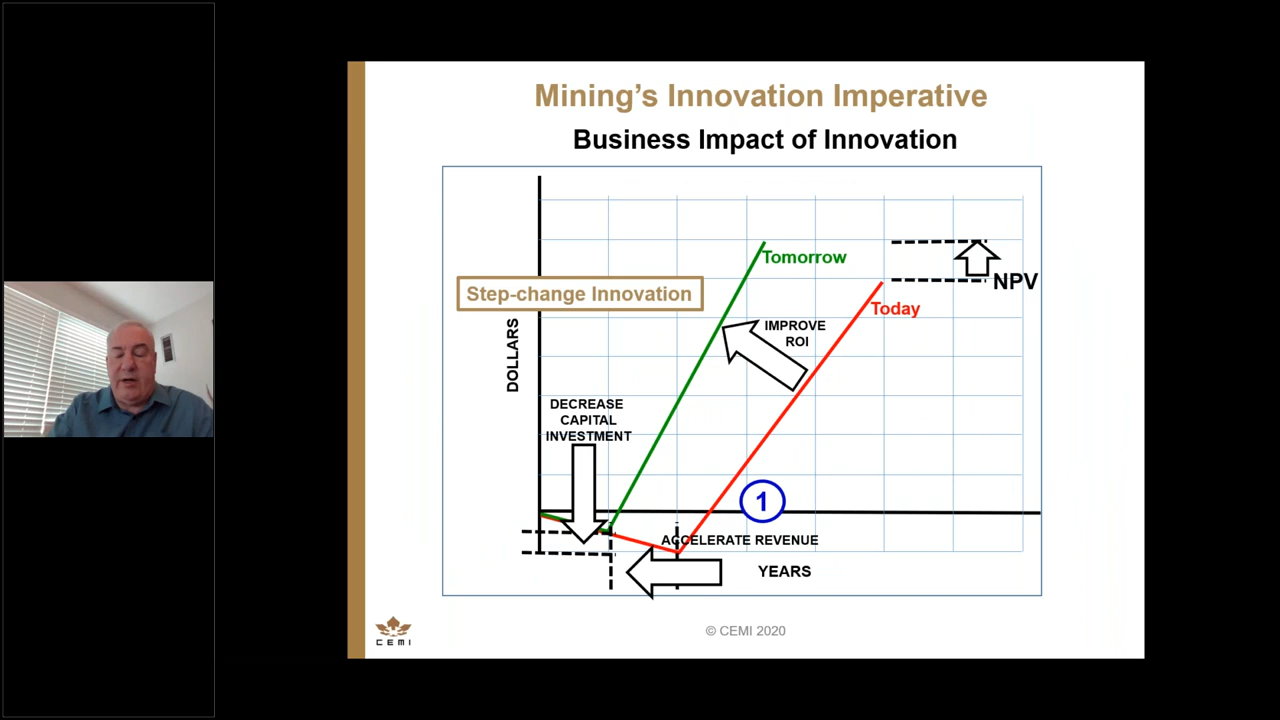 Mining’s Innovation Imperative
Business Impact of Innovation
Tomorrow
NPV
Step-change Innovation
Today
IMPROVE
ROI
DOLLARS
DECREASE
CAPITAL
INVESTMENT
1
ACCELERATE REVENUE
YEARS
CEMI
© CEMI 2020